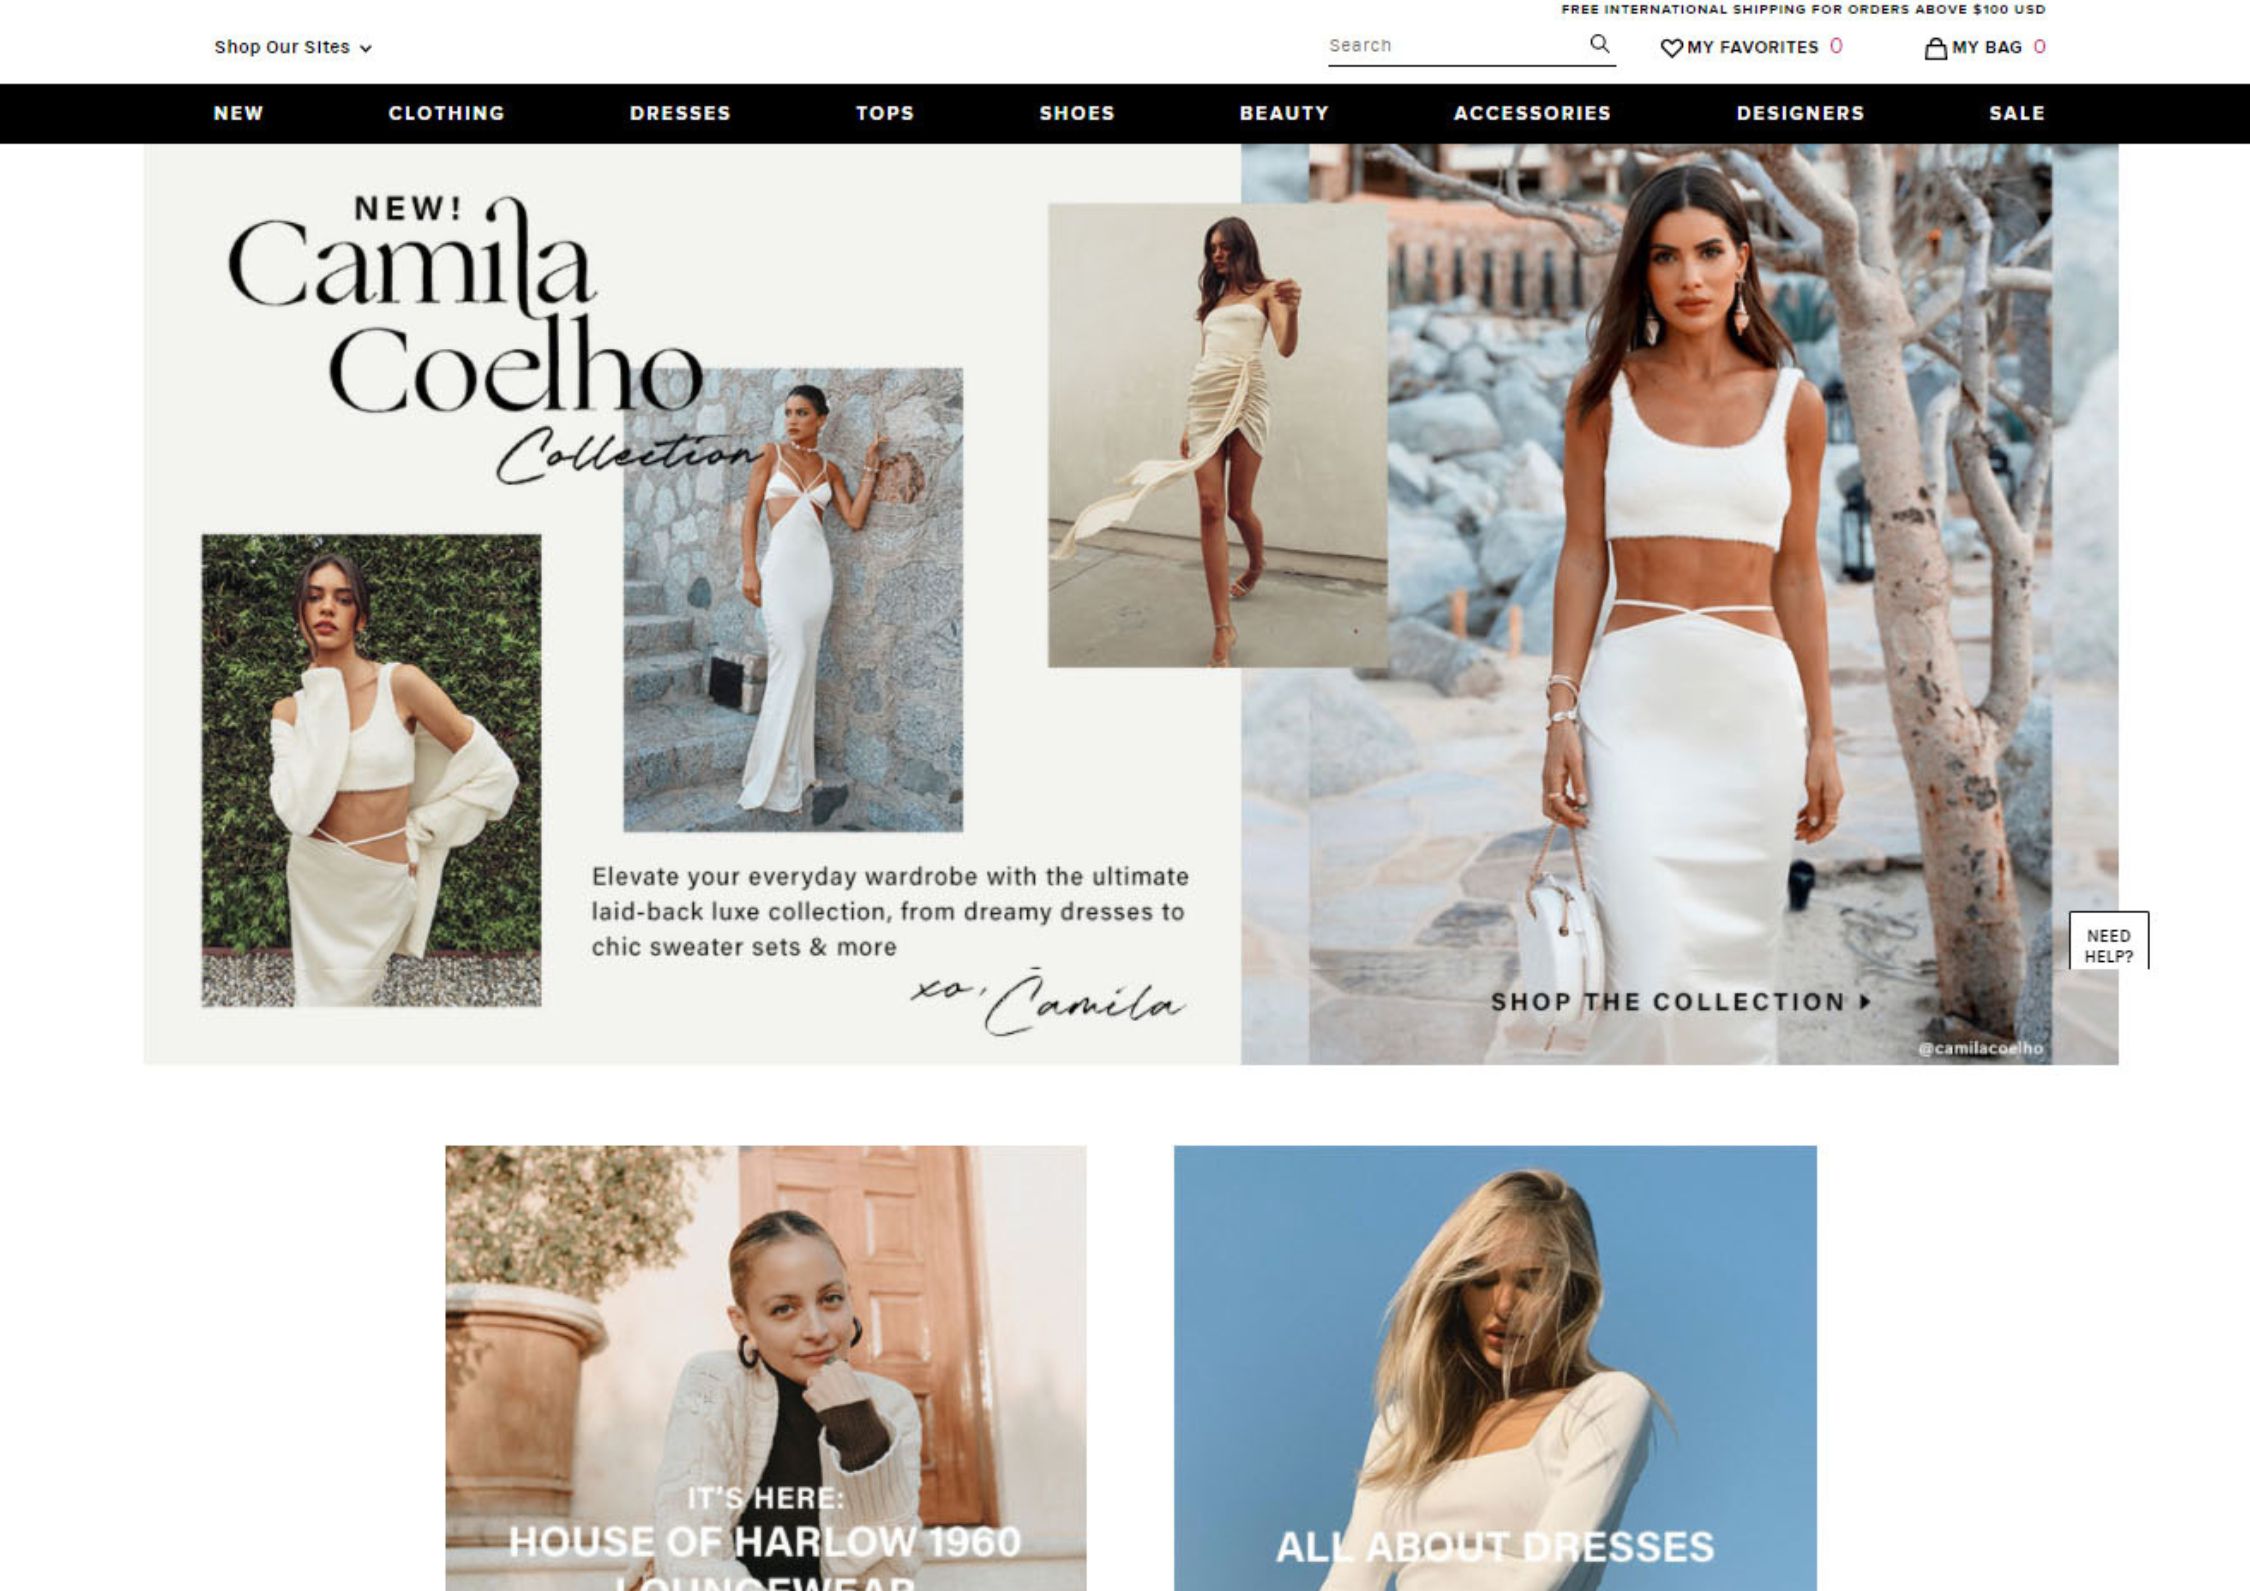 FREE INTERNATIONAL SHIPPING FOR ORDERS ABOVE $100 USD
Shop Our SItes
Search
MY FAVORITES 0
MY BAG 0
NEW CLOTHING DRESSES TOPS SHOES BEAUTY ACCESSORIES DESIGNERS SALE
NEW!
Camila
Coelho
Collection
Elevate your everyday wardrobe with the ultimate
laid-back luxe collection, from dreamy dresses to
chic sweater sets & more
xo, Camila
SHOP THE COLLECTION
@camilacoelho
NEED
HELP?
IT'S HERE:
HOUSE OF HARLOW 1960
LOUNGEWEAR
ALL ABOUT DRESSES